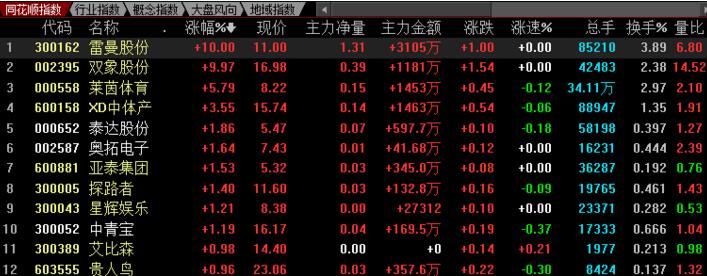 同花顺指数 行业指数 概念指数 大盘风向 地域指数
代码 名称 涨幅% 现价 主力净量 主力金额 涨跌 涨速% 总手 换手% 量比
1 300162 雷曼股份 +10.00 11.00 1.31 +3105万 +1.00 +0.00 85210 3.89 6.80
2 002395 双象股份 +9.97 16.98 0.39 +1181万 +1.54 +0.00 42483 2.38 14.52
3 000558 莱茵体育 +5.79 8.22 0.15 +1453万 +0.45 -0.12 34.11万 2.97 2.10
4 600158 XD中体产 +3.55 15.74 0.14 +1463万 +0.54 -0.06 88947 1.35 1.91
5 000652 泰达股份 +1.86 5.47 0.07 +597.7万 +0.10 -0.18 58198 0.397 1.27
6 002587 奥拓电子 +1.64 7.43 0.01 +41.68万 +0.12 +0.00 16231 0.444 2.39
7 600881 亚泰集团 +1.53 5.32 0.03 +345.0万 +0.08 +0.00 36287 0.192 0.76
8 300005 探路者 +1.40 11.60 0.03 +132.8万 +0.16 -0.09 19765 0.461 1.43
9 300043 星辉娱乐 +1.21 8.38 0.00 +27312 +0.10 +0.00 23371 0.282 0.53
10 300052 中青宝 +1.19 16.17 0.04 +169.5万 +0.19 -0.37 17333 0.666 1.04
11 300389 艾比森 +0.98 14.40 0.00 +0 +0.14 +0.21 1977 0.213 0.98
12 603555 贵人鸟 +0.96 23.06 0.03 +357.6万 +0.22 -0.30 8424 0.137 1.32